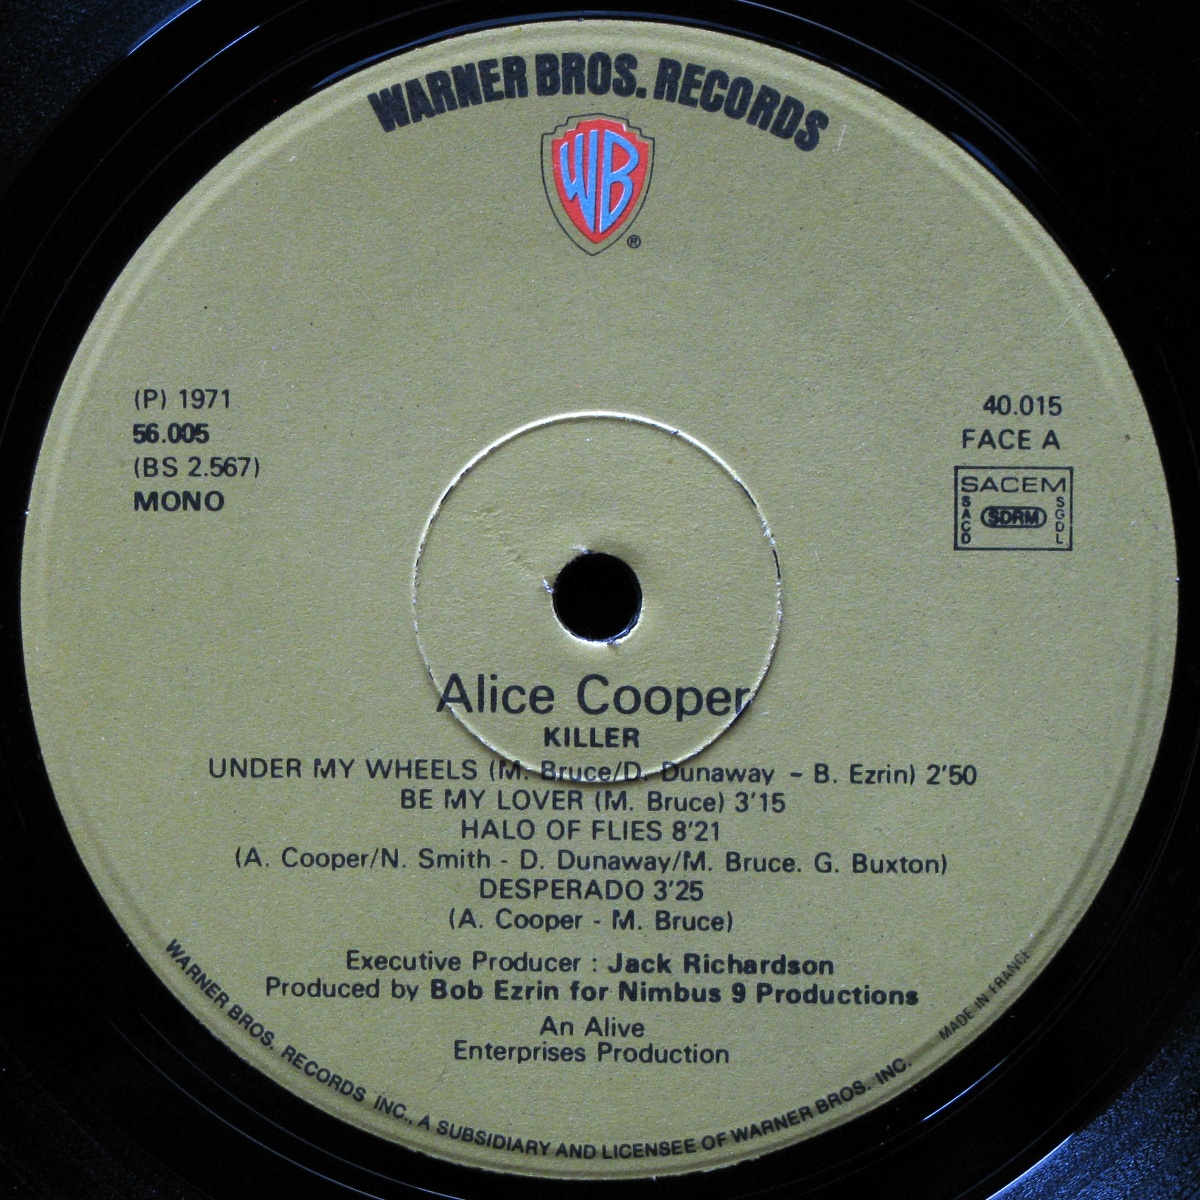 WARNER BROS. RECORDS
WB
®
(P) 1971
56.005
(BS 2.567)
MONO
40.015
FACE A
SACEM
SACD
SDRM
SGDL
Alice Cooper
KILLER
UNDER MY WHEELS (M. Bruce/D. Dunaway – B. Ezrin) 2'50
BE MY LOVER (M. Bruce) 3'15
HALO OF FLIES 8'21
(A. Cooper/N. Smith - D. Dunaway/M. Bruce. G. Buxton)
DESPERADO 3'25
(A. Cooper - M. Bruce)
Executive Producer : Jack Richardson
Produced by Bob Ezrin for Nimbus 9 Productions
An Alive
Enterprises Production
WARNER BROS. RECORDS INC., A SUBSIDIARY AND LICENSEE OF WARNER BROS. INC.
MADE IN FRANCE